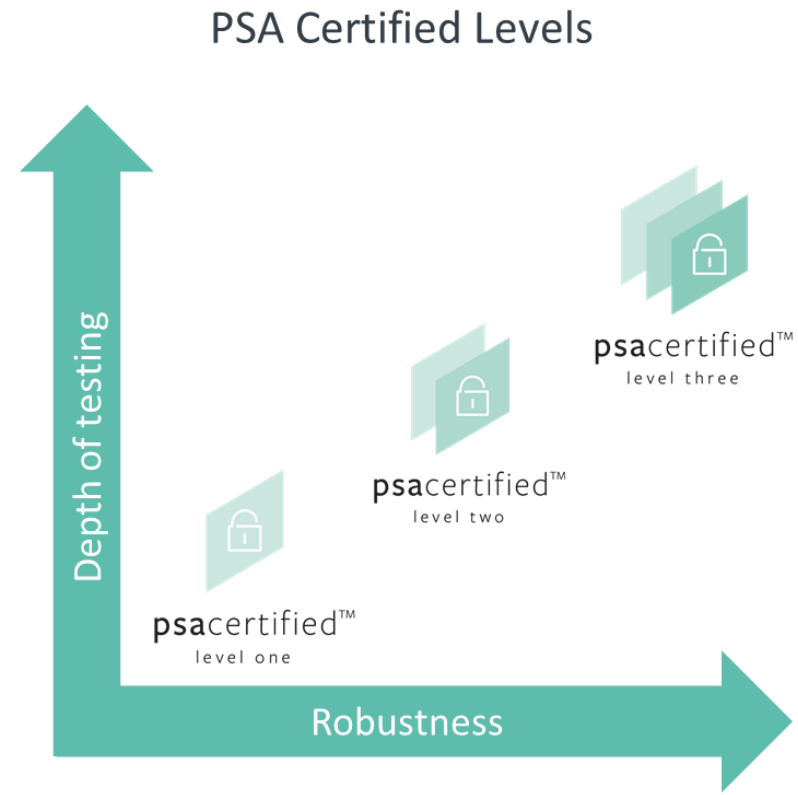 PSA Certified Levels
Depth of testing
psacertified™
level three
psacertified™
level two
psacertified™
level one
Robustness